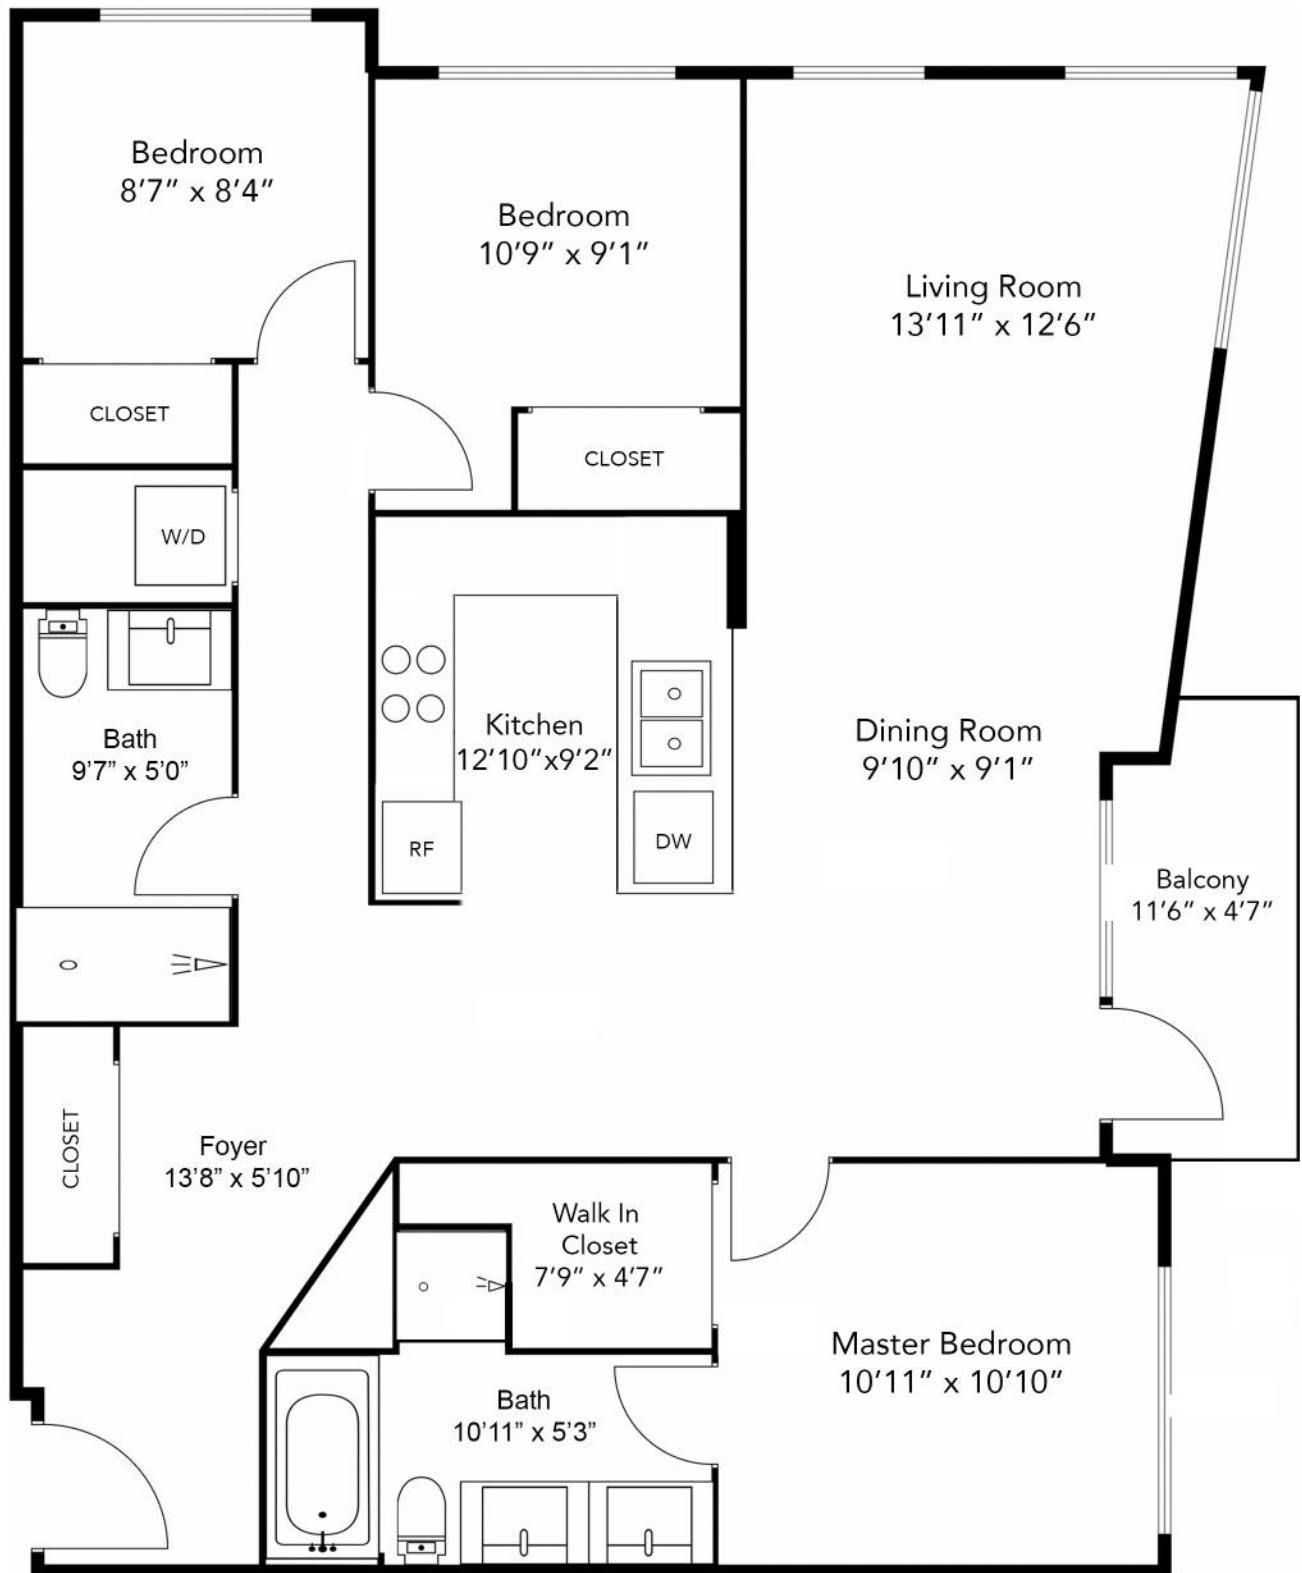 Bedroom
8’7” x 8’4”
Bedroom
10’9” x 9’1”
Living Room
13’11” x 12’6”
CLOSET
CLOSET
W/D
Kitchen
12’10”x9’2”
Dining Room
9’10” x 9’1”
Bath
9’7” x 5’0”
RF
DW
Balcony
11’6” x 4’7”
CLOSET
Foyer
13’8” x 5’10”
Walk In
Closet
7’9” x 4’7”
Master Bedroom
10’11” x 10’10”
Bath
10’11” x 5’3”